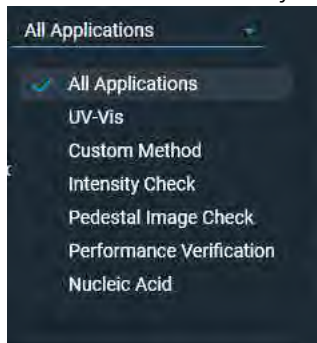 All Applications
All Applications
UV-Vis
Custom Method
Intensity Check
Pedestal Image Check
Performance Verification
Nucleic Acid